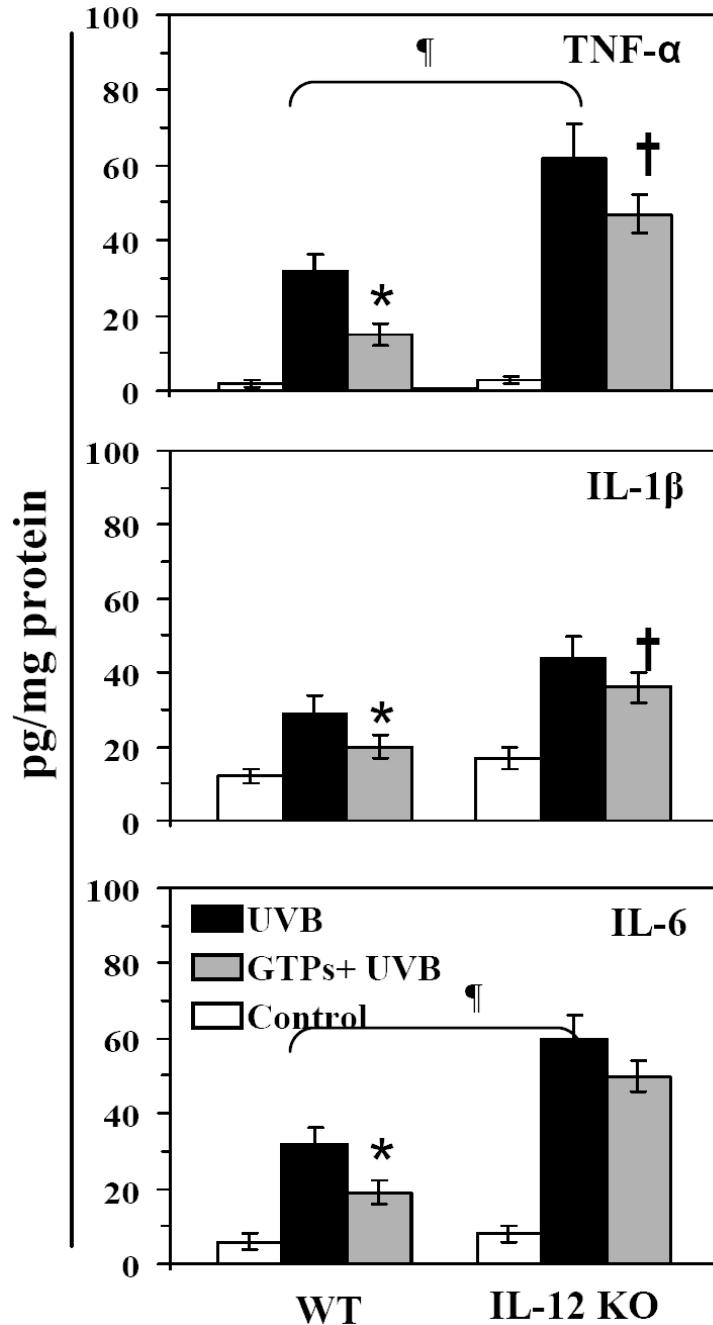 pg/mg protein
100
80
60
40
20
0
¶
TNF-α
*
†
100
80
60
40
20
0
IL-1β
*
†
100
80
60
40
20
0
UVB
GTPs+ UVB
Control
IL-6
¶
*
WT
IL-12 KO